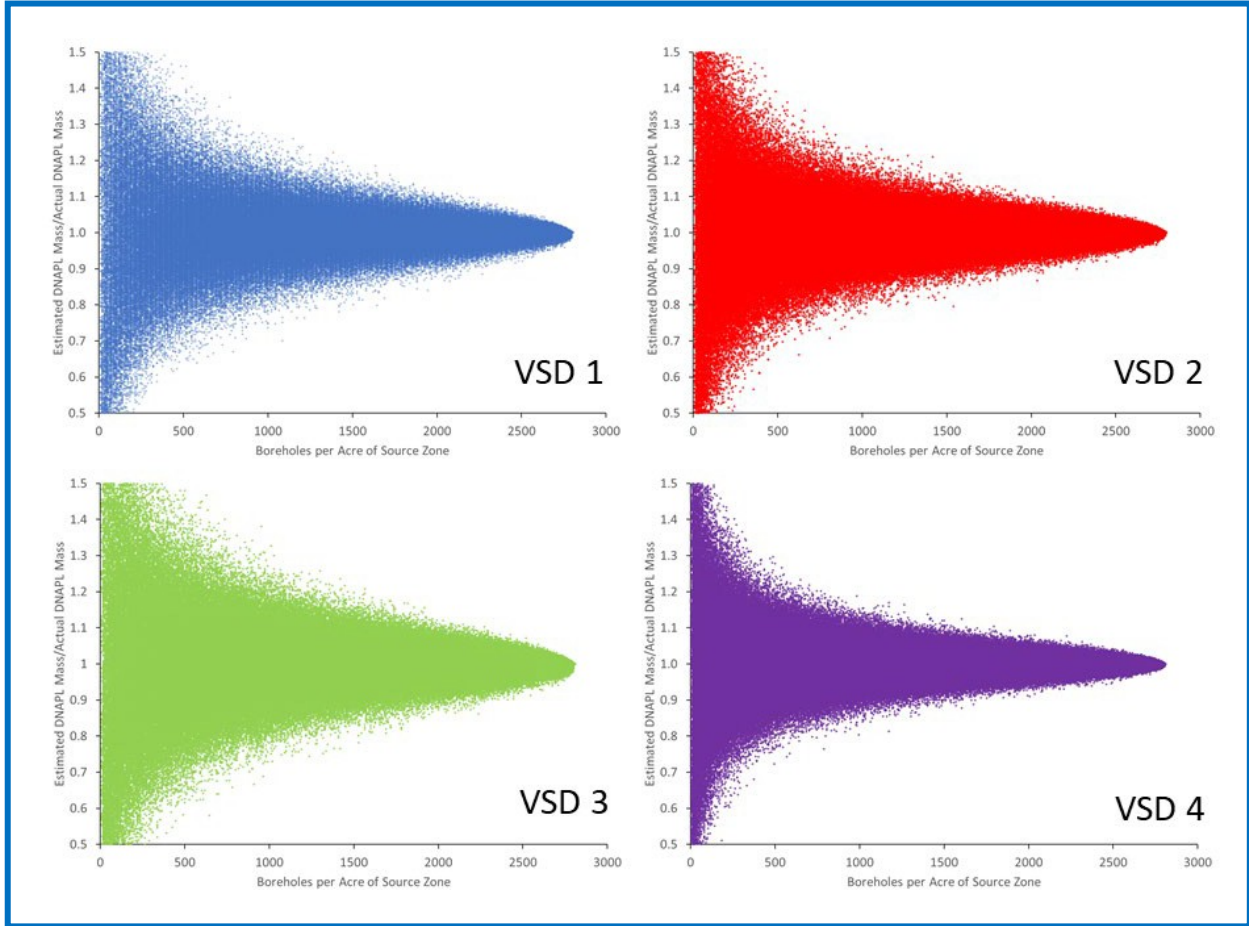 1.5
1.4
1.3
1.2
1.1
1.0
0.9
0.8
0.7
0.6
0.5
Estimated DNAPL Mass/Actual DNAPL Mass
0 500 1000 1500 2000 2500 3000
Boreholes per Acre of Source Zone
VSD 1
1.5
1.4
1.3
1.2
1.1
1.0
0.9
0.8
0.7
0.6
0.5
Estimated DNAPL Mass/Actual DNAPL Mass
0 500 1000 1500 2000 2500 3000
Boreholes per Acre of Source Zone
VSD 2
1.5
1.4
1.3
1.2
1.1
1
0.9
0.8
0.7
0.6
0.5
Estimated DNAPL Mass/Actual DNAPL Mass
0 500 1000 1500 2000 2500 3000
Boreholes per Acre of Source Zone
VSD 3
1.5
1.4
1.3
1.2
1.1
1.0
0.9
0.8
0.7
0.6
0.5
Estimated DNAPL Mass/Actual DNAPL Mass
0 500 1000 1500 2000 2500 3000
Boreholes per Acre of Source Zone
VSD 4